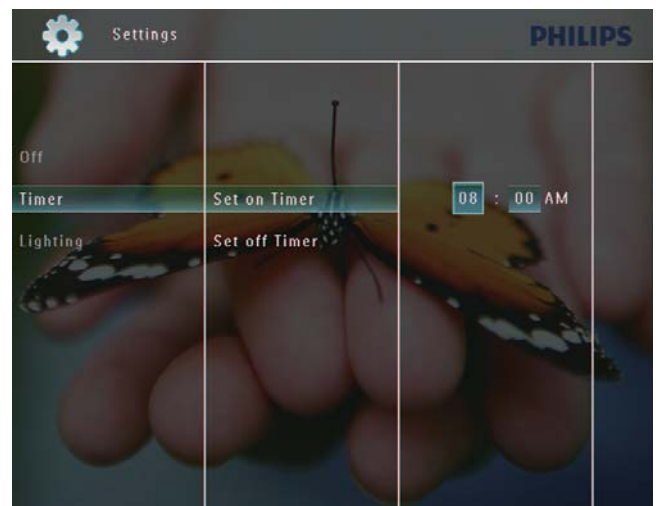 Settings
PHILIPS
Off
Timer
Set on Timer
08 : 00 AM
Lighting
Set off Timer